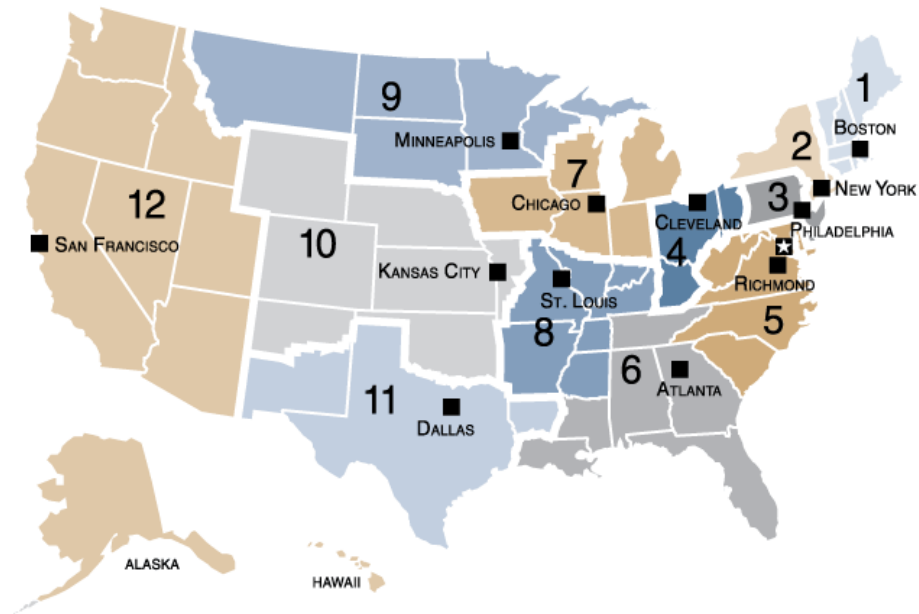 1
9
BOSTON
2
MINNEAPOLIS
7
NEW YORK
3
12
CHICAGO
CLEVELAND
PHILADELPHIA
10
SAN FRANCISCO
4
KANSAS CITY
RICHMOND
ST. LOUIS
5
8
6
11
ATLANTA
DALLAS
ALASKA
HAWAII